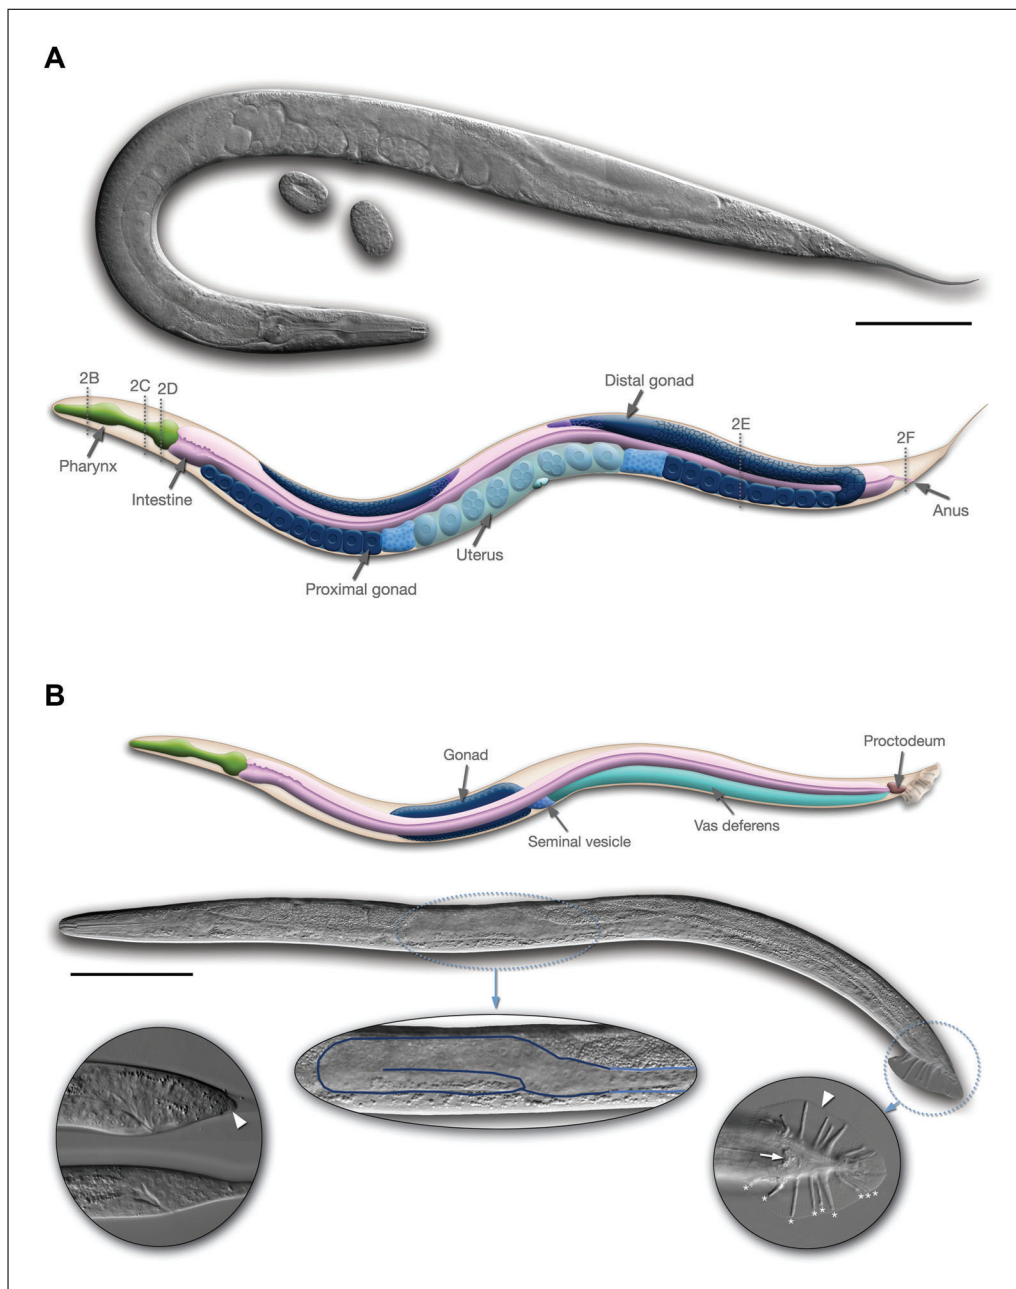 A
2B
2C
2D
Pharynx
Intestine
Proximal gonad
Uterus
Distal gonad
2E
2F
Anus
B
Gonad
Seminal vesicle
Vas deferens
Proctodeum
* * * * * * * * *